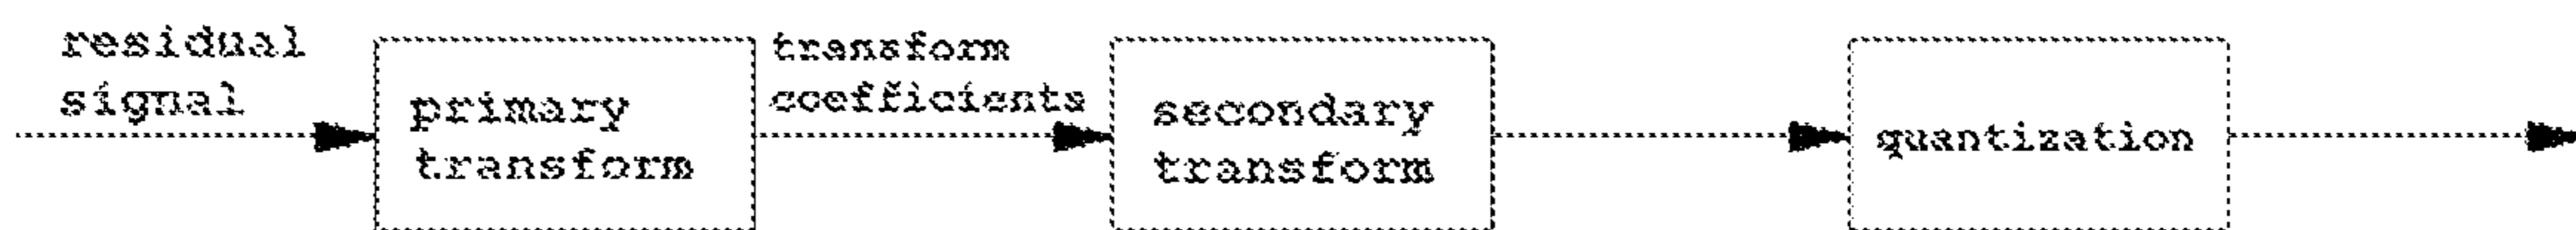 residual
signal
primary
transform
transform
coefficients
secondary
transform
quantization